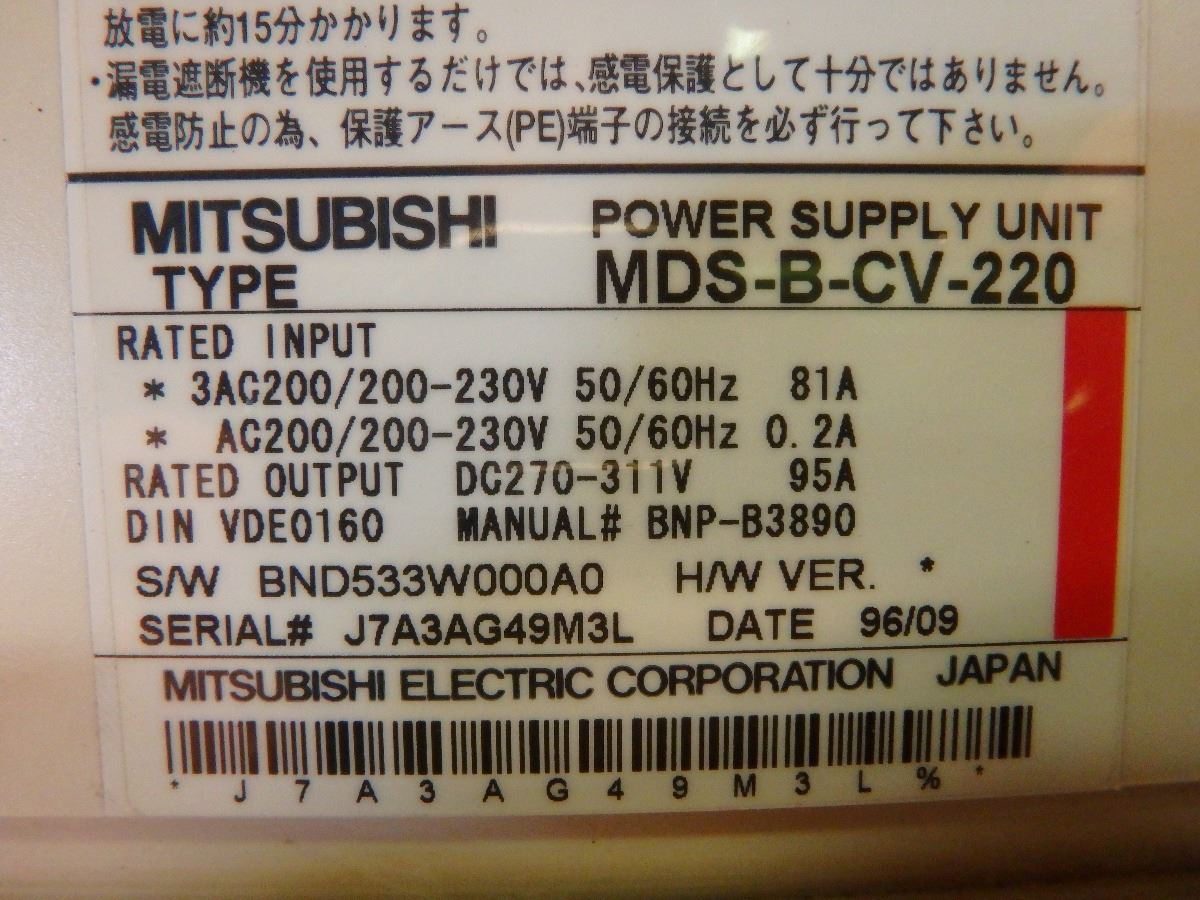 放電に約15分かかります。
・漏電遮断機を使用するだけでは、感電保護として十分ではありません。
感電防止の為、保護アース(PE)端子の接続を必ず行って下さい。
MITSUBISHI POWER SUPPLY UNIT
TYPE MDS-B-CV-220
RATED INPUT
* 3AC200/200-230V 50/60Hz 81A
* AC200/200-230V 50/60Hz 0.2A
RATED OUTPUT DC270-311V 95A
DIN VDE0160 MANUAL# BNP-B3890
S/W BND533W000A0 H/W VER. *
SERIAL# J7A3AG49M3L DATE 96/09
MITSUBISHI ELECTRIC CORPORATION JAPAN
* J 7 A 3 A G 4 9 M 3 L % *